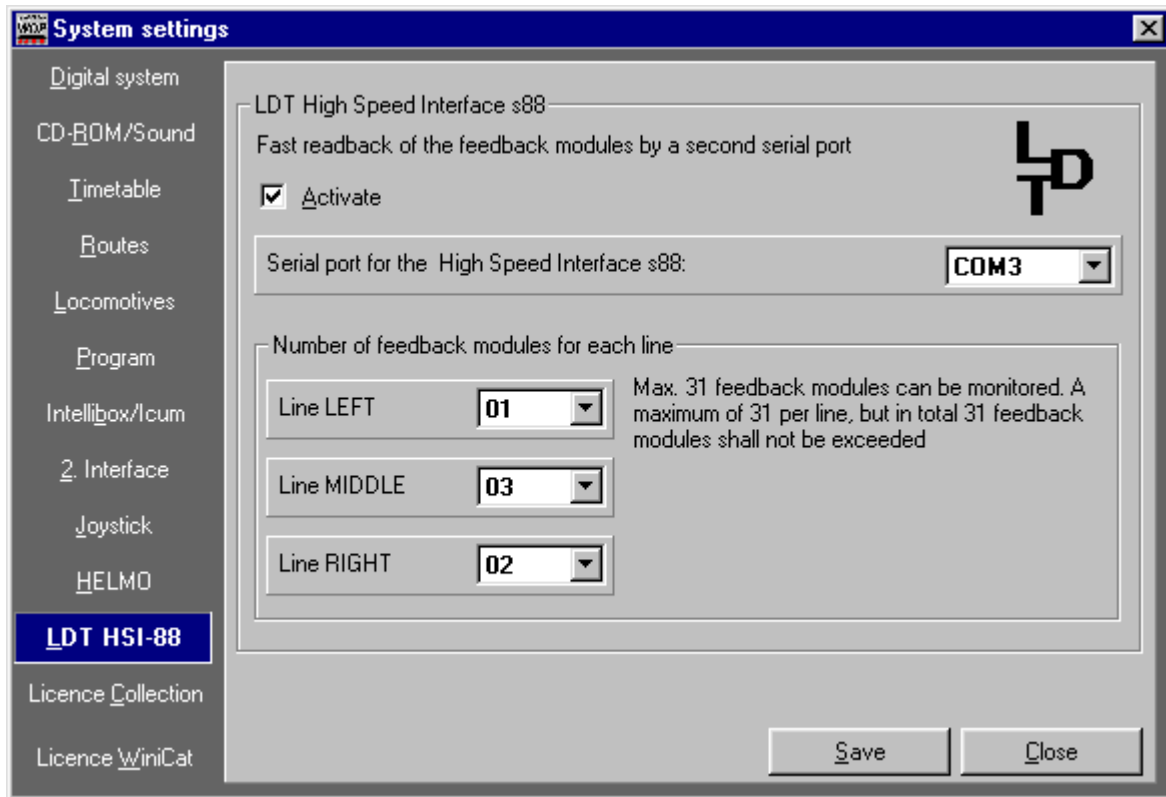 System settings
Digital system
CD-ROM/Sound
Timetable
Routes
Locomotives
Program
Intellibox/Icum
2. Interface
Joystick
HELMO
LDT HSI-88
Licence Collection
Licence WiniCat
LDT High Speed Interface s88
Fast readback of the feedback modules by a second serial port
LDT
Activate
Serial port for the High Speed Interface s88:
COM3
Number of feedback modules for each line
Line LEFT
01
Max. 31 feedback modules can be monitored. A
maximum of 31 per line, but in total 31 feedback
modules shall not be exceeded
Line MIDDLE
03
Line RIGHT
02
Save
Close